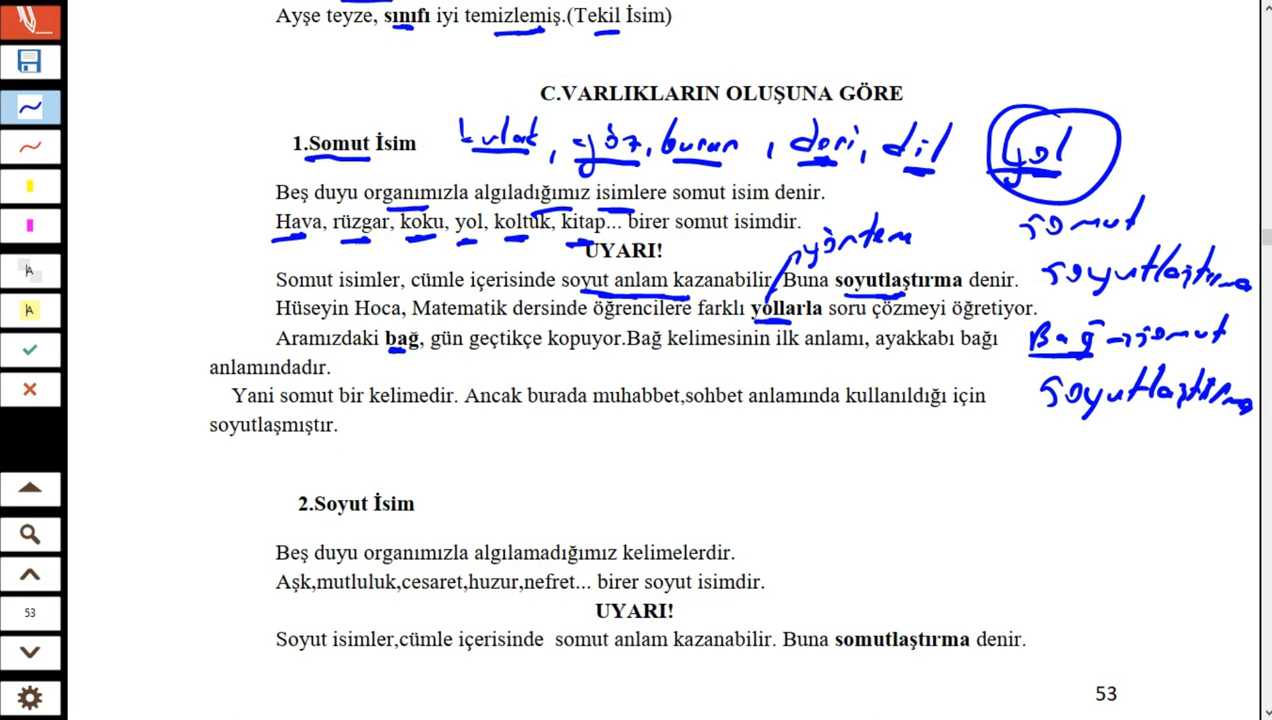 Ayşe teyze, sınıfı iyi temizlemiş.(Tekil İsim)
C.VARLIKLARIN OLUŞUNA GÖRE
1.Somut İsim
kulak, göz, burun, deri, dil
yol
Beş duyu organımızla algıladığımız isimlere somut isim denir.
Hava, rüzgar, koku, yol, koltuk, kitap... birer somut isimdir.
somut
UYARI!
yöntem
Somut isimler, cümle içerisinde soyut anlam kazanabilir. Buna soyutlaştırma denir.
soyutlaştırma
Hüseyin Hoca, Matematik dersinde öğrencilere farklı yollarla soru çözmeyi öğretiyor.
Aramızdaki bağ, gün geçtikçe kopuyor.Bağ kelimesinin ilk anlamı, ayakkabı bağı
Bağ → somut
anlamındadır.
Yani somut bir kelimedir. Ancak burada muhabbet,sohbet anlamında kullanıldığı için
soyutlaştırma
soyutlaşmıştır.
2.Soyut İsim
Beş duyu organımızla algılamadığımız kelimelerdir.
Aşk,mutluluk,cesaret,huzur,nefret... birer soyut isimdir.
UYARI!
Soyut isimler,cümle içerisinde somut anlam kazanabilir. Buna somutlaştırma denir.
53
53